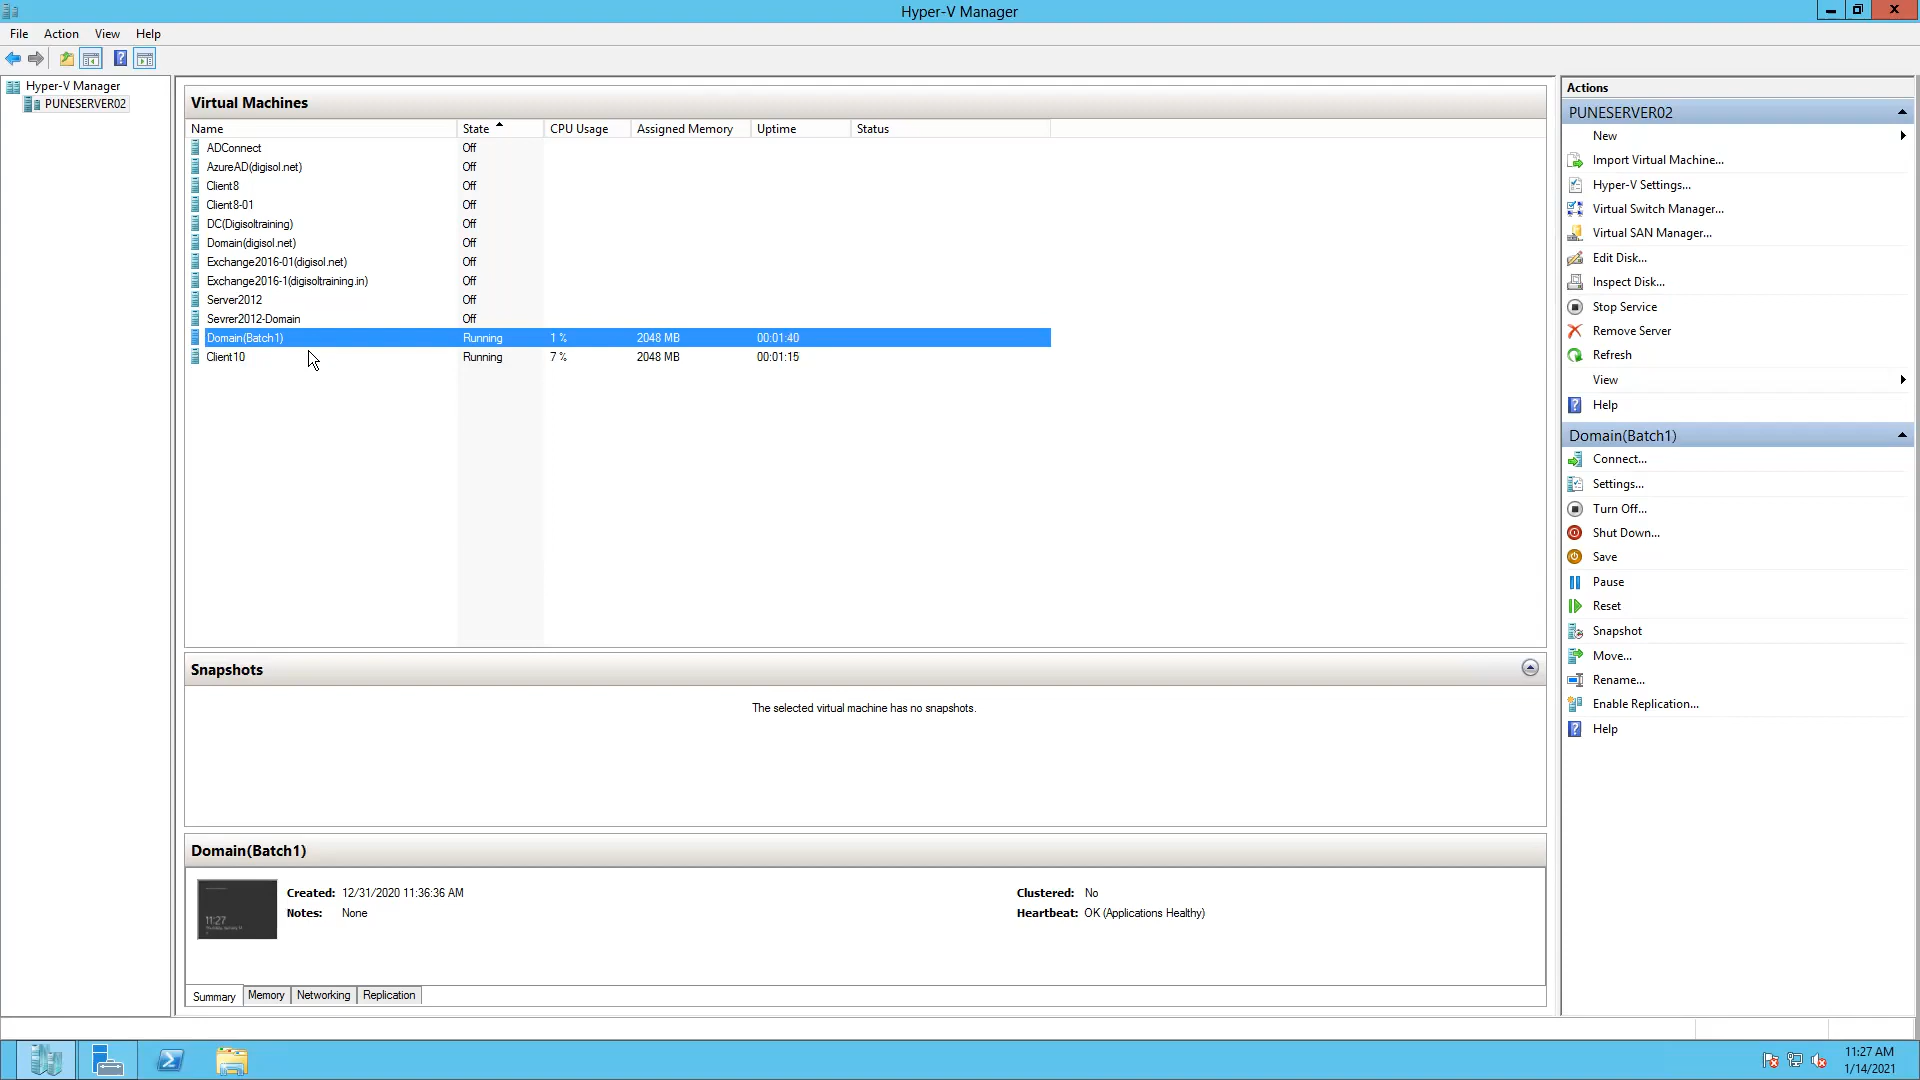 Hyper-V Manager
File Action View Help
Hyper-V Manager
PUNESERVER02
Virtual Machines
Name State CPU Usage Assigned Memory Uptime Status
ADConnect Off
AzureAD(digisol.net) Off
Client8 Off
Client8-01 Off
DC(Digisoltraining) Off
Domain(digisol.net) Off
Exchange2016-01(digisol.net) Off
Exchange2016-1(digisoltraining.in) Off
Server2012 Off
Sevrer2012-Domain Off
Domain(Batch1) Running 1 % 2048 MB 00:01:40
Client10 Running 7 % 2048 MB 00:01:15
Snapshots
The selected virtual machine has no snapshots.
Domain(Batch1)
11:27
Created: 12/31/2020 11:36:36 AM
Notes: None
Clustered: No
Heartbeat: OK (Applications Healthy)
Summary Memory Networking Replication
Actions
PUNESERVER02
New
Import Virtual Machine...
Hyper-V Settings...
Virtual Switch Manager...
Virtual SAN Manager...
Edit Disk...
Inspect Disk...
Stop Service
Remove Server
Refresh
View
Help
Domain(Batch1)
Connect...
Settings...
Turn Off...
Shut Down...
Save
Pause
Reset
Snapshot
Move...
Rename...
Enable Replication...
Help
11:27 AM
1/14/2021